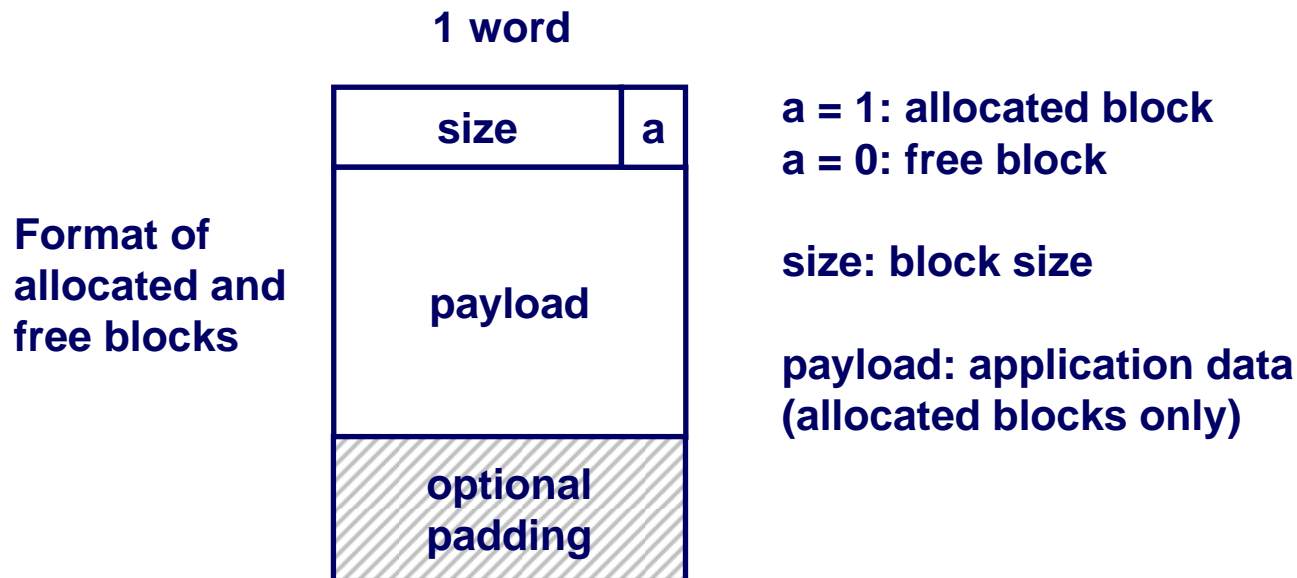 1 word
size a
a = 1: allocated block
a = 0: free block
Format of
allocated and
free blocks
size: block size
payload
payload: application data
(allocated blocks only)
optional
padding